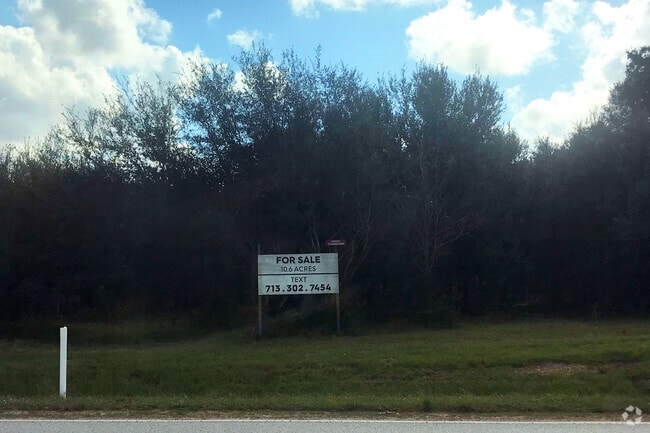 FOR SALE
10.6 ACRES
TEXT
713.302.7454